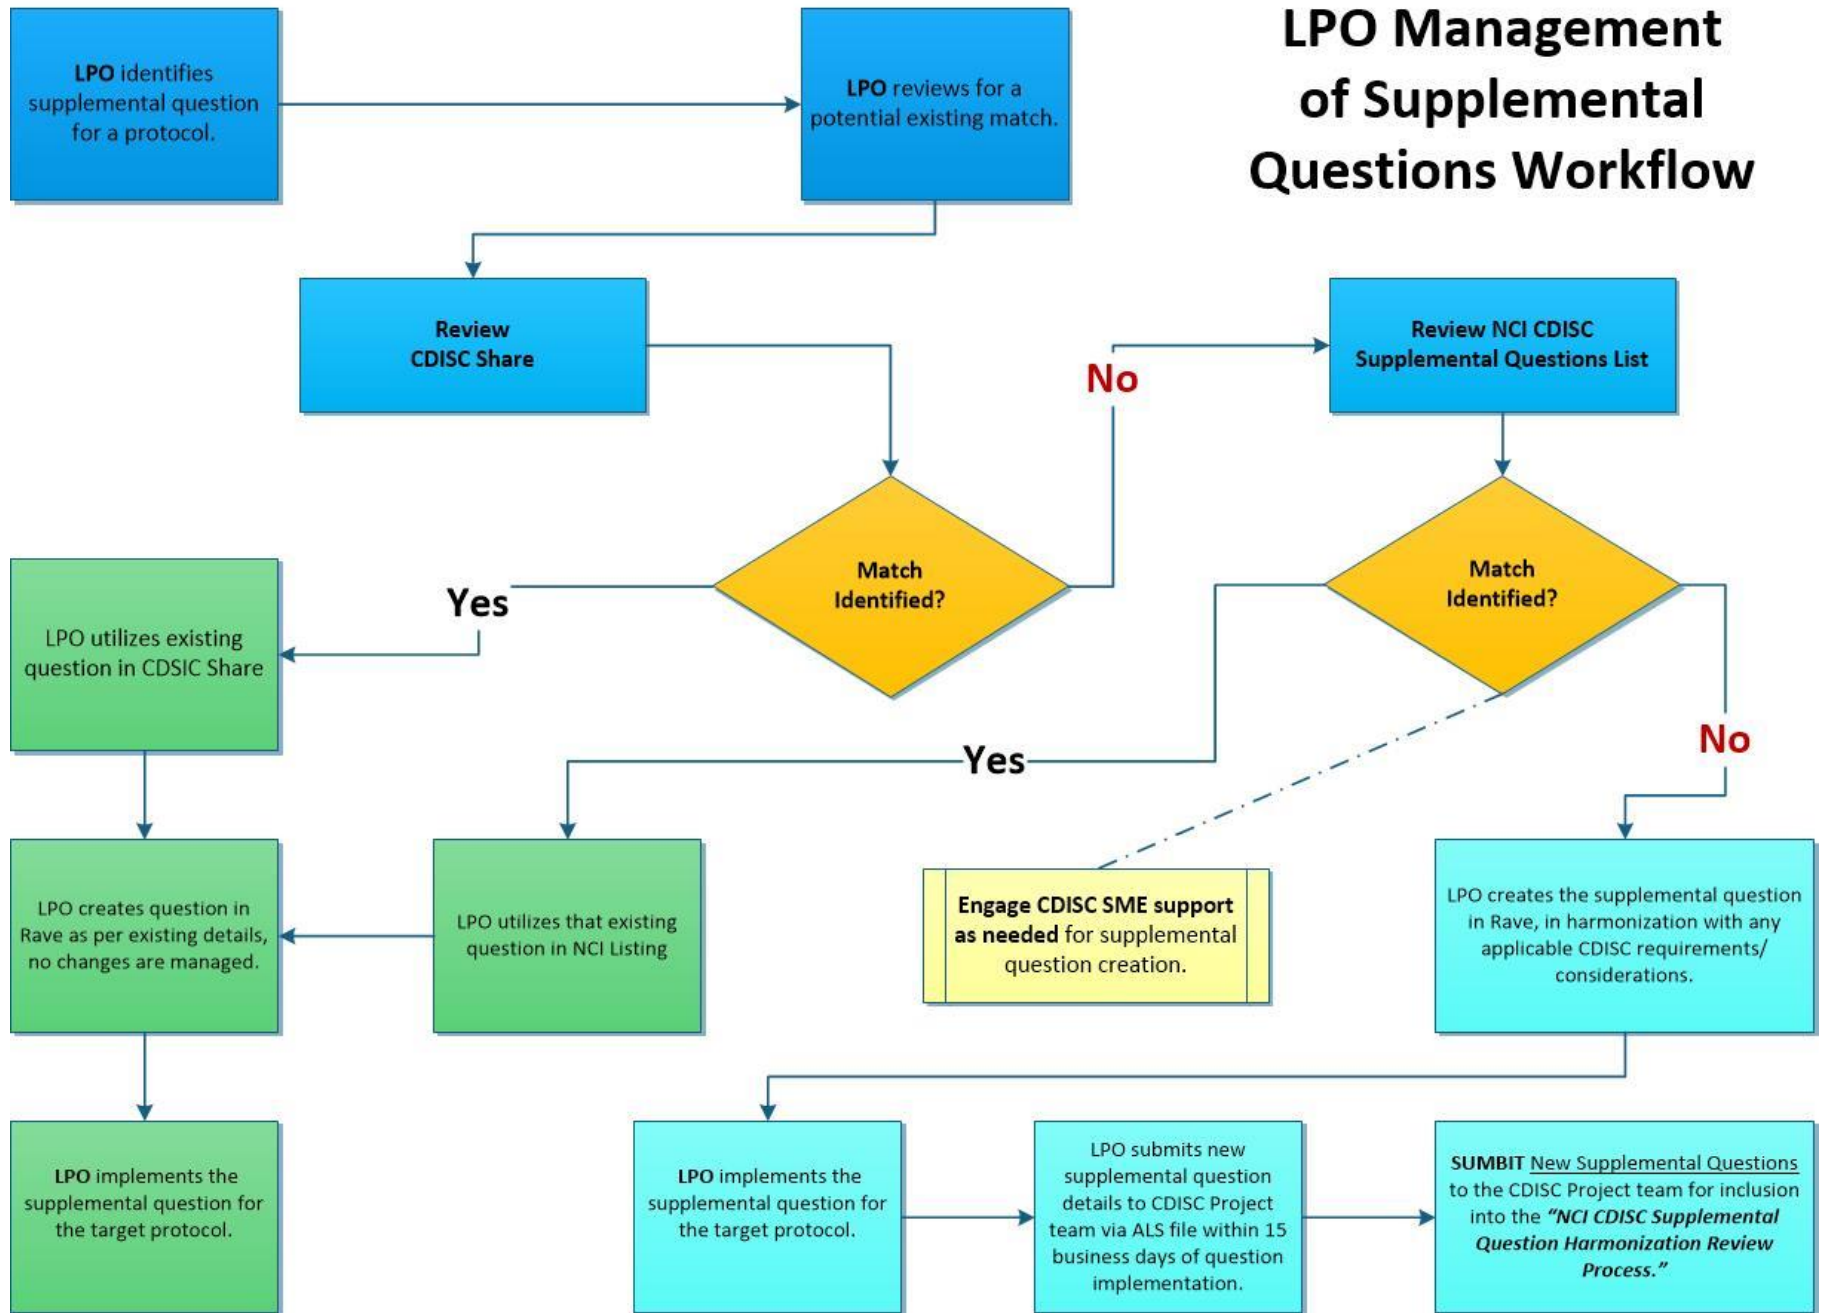 LPO Management
of Supplemental
Questions Workflow
LPO identifies
supplemental question
for a protocol.
LPO reviews for a
potential existing match.
Review
CDISC Share
No
Review NCI CDISC
Supplemental Questions List
Match
Identified?
Match
Identified?
Yes
LPO utilizes existing
question in CDSIC Share
Yes
No
LPO creates question in
Rave as per existing details,
no changes are managed.
LPO utilizes that existing
question in NCI Listing
Engage CDISC SME support
as needed for supplemental
question creation.
LPO creates the supplemental question
in Rave, in harmonization with any
applicable CDISC requirements/
considerations.
LPO implements the
supplemental question for
the target protocol.
LPO implements the
supplemental question for
the target protocol.
LPO submits new
supplemental question
details to CDISC Project
team via ALS file within 15
business days of question
implementation.
SUMBIT New Supplemental Questions
to the CDISC Project team for inclusion
into the “NCI CDISC Supplemental
Question Harmonization Review
Process.”